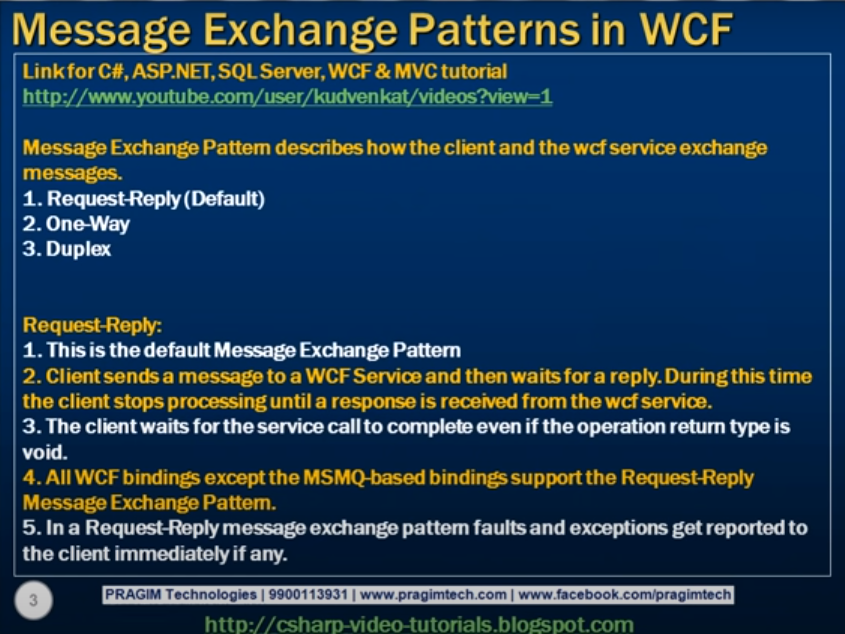 Message Exchange Patterns in WCF
Link for C#, ASP.NET, SQL Server, WCF & MVC tutorial
http://www.youtube.com/user/kudvenkat/videos?view=1
Message Exchange Pattern describes how the client and the wcf service exchange
messages.
1. Request-Reply (Default)
2. One-Way
3. Duplex
Request-Reply:
1. This is the default Message Exchange Pattern
2. Client sends a message to a WCF Service and then waits for a reply. During this time
the client stops processing until a response is received from the wcf service.
3. The client waits for the service call to complete even if the operation return type is
void.
4. All WCF bindings except the MSMQ-based bindings support the Request-Reply
Message Exchange Pattern.
5. In a Request-Reply message exchange pattern faults and exceptions get reported to
the client immediately if any.
3
PRAGIM Technologies | 9900113931 | www.pragimtech.com | www.facebook.com/pragimtech
http://csharp-video-tutorials.blogspot.com